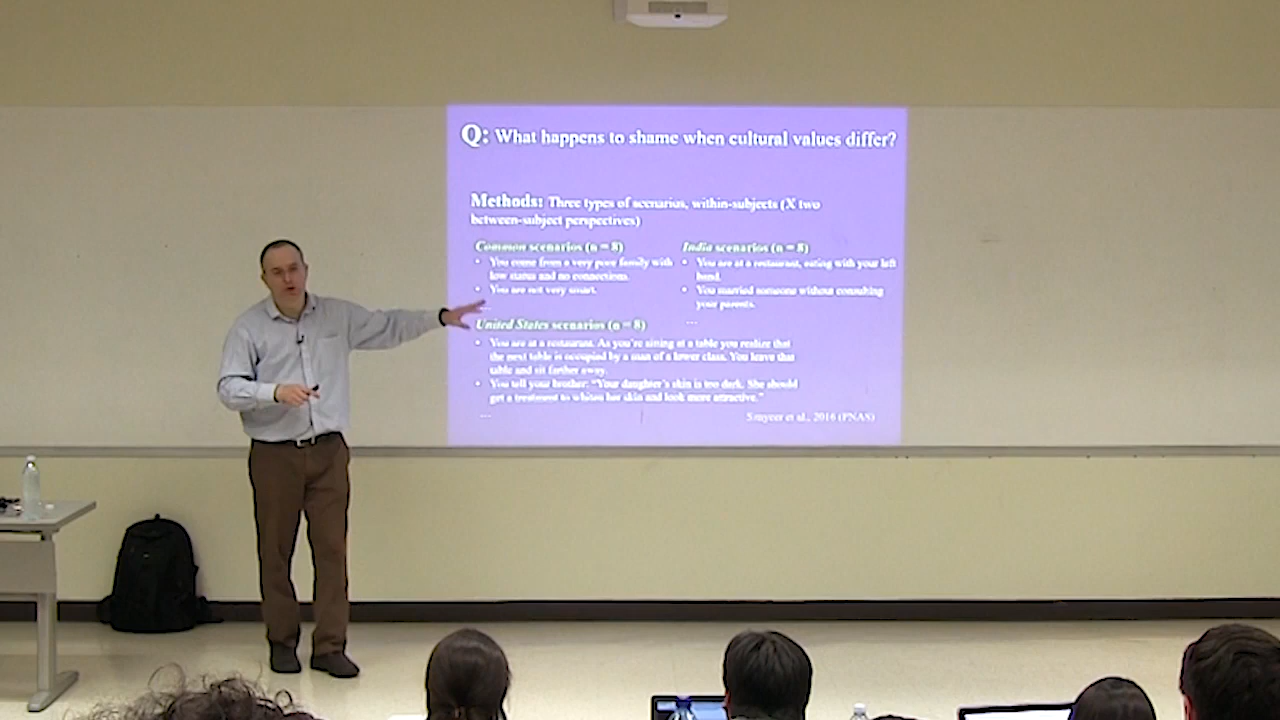 Q: What happens to shame when cultural values differ?
Methods: Three types of scenarios, within-subjects (X two
between-subject perspectives)
Common scenarios (n = 8)
• You come from a very poor family with
low status and no connections.
• You are not very smart.
...
India scenarios (n = 8)
• You are at a restaurant, eating with your left
hand.
• You married someone without consulting
your parents.
...
United States scenarios (n = 8)
• You are at a restaurant. As you're sitting at a table you realize that
the next table is occupied by a man of a lower class. You leave that
table and sit farther away.
• You tell your brother: "Your daughter's skin is too dark. She should
get a treatment to whiten her skin and look more attractive."
...
et al., 2016 (PNAS)